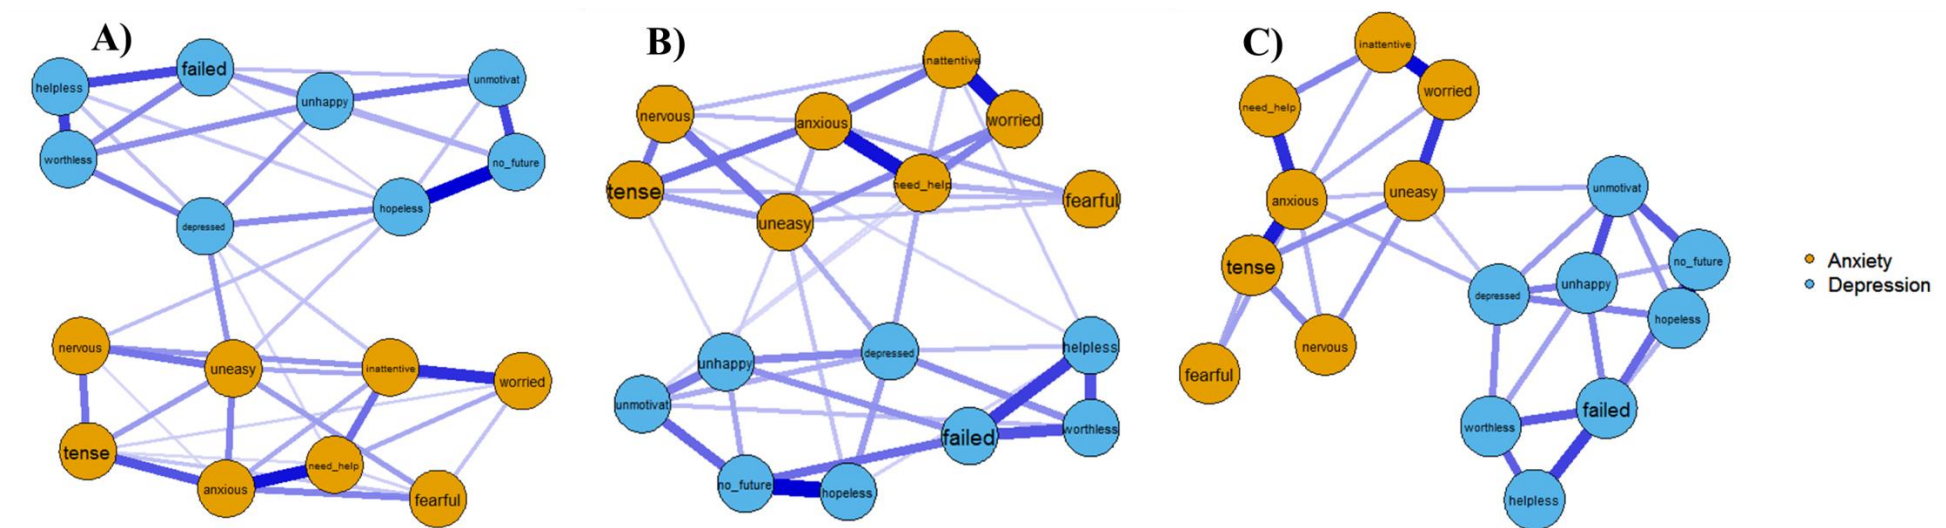 A)
helpless
failed
unhappy
unmotivat
worthless
no_future
depressed
hopeless
nervous
uneasy
inattentive
worried
tense
anxious
need_help
fearful
B)
inattentive
nervous
anxious
worried
tense
need_help
fearful
uneasy
unhappy
depressed
helpless
unmotivat
failed
worthless
no_future
hopeless
C)
inattentive
need_help
worried
anxious
uneasy
unmotivat
tense
no_future
depressed
unhappy
hopeless
nervous
fearful
worthless
failed
helpless
Anxiety
Depression